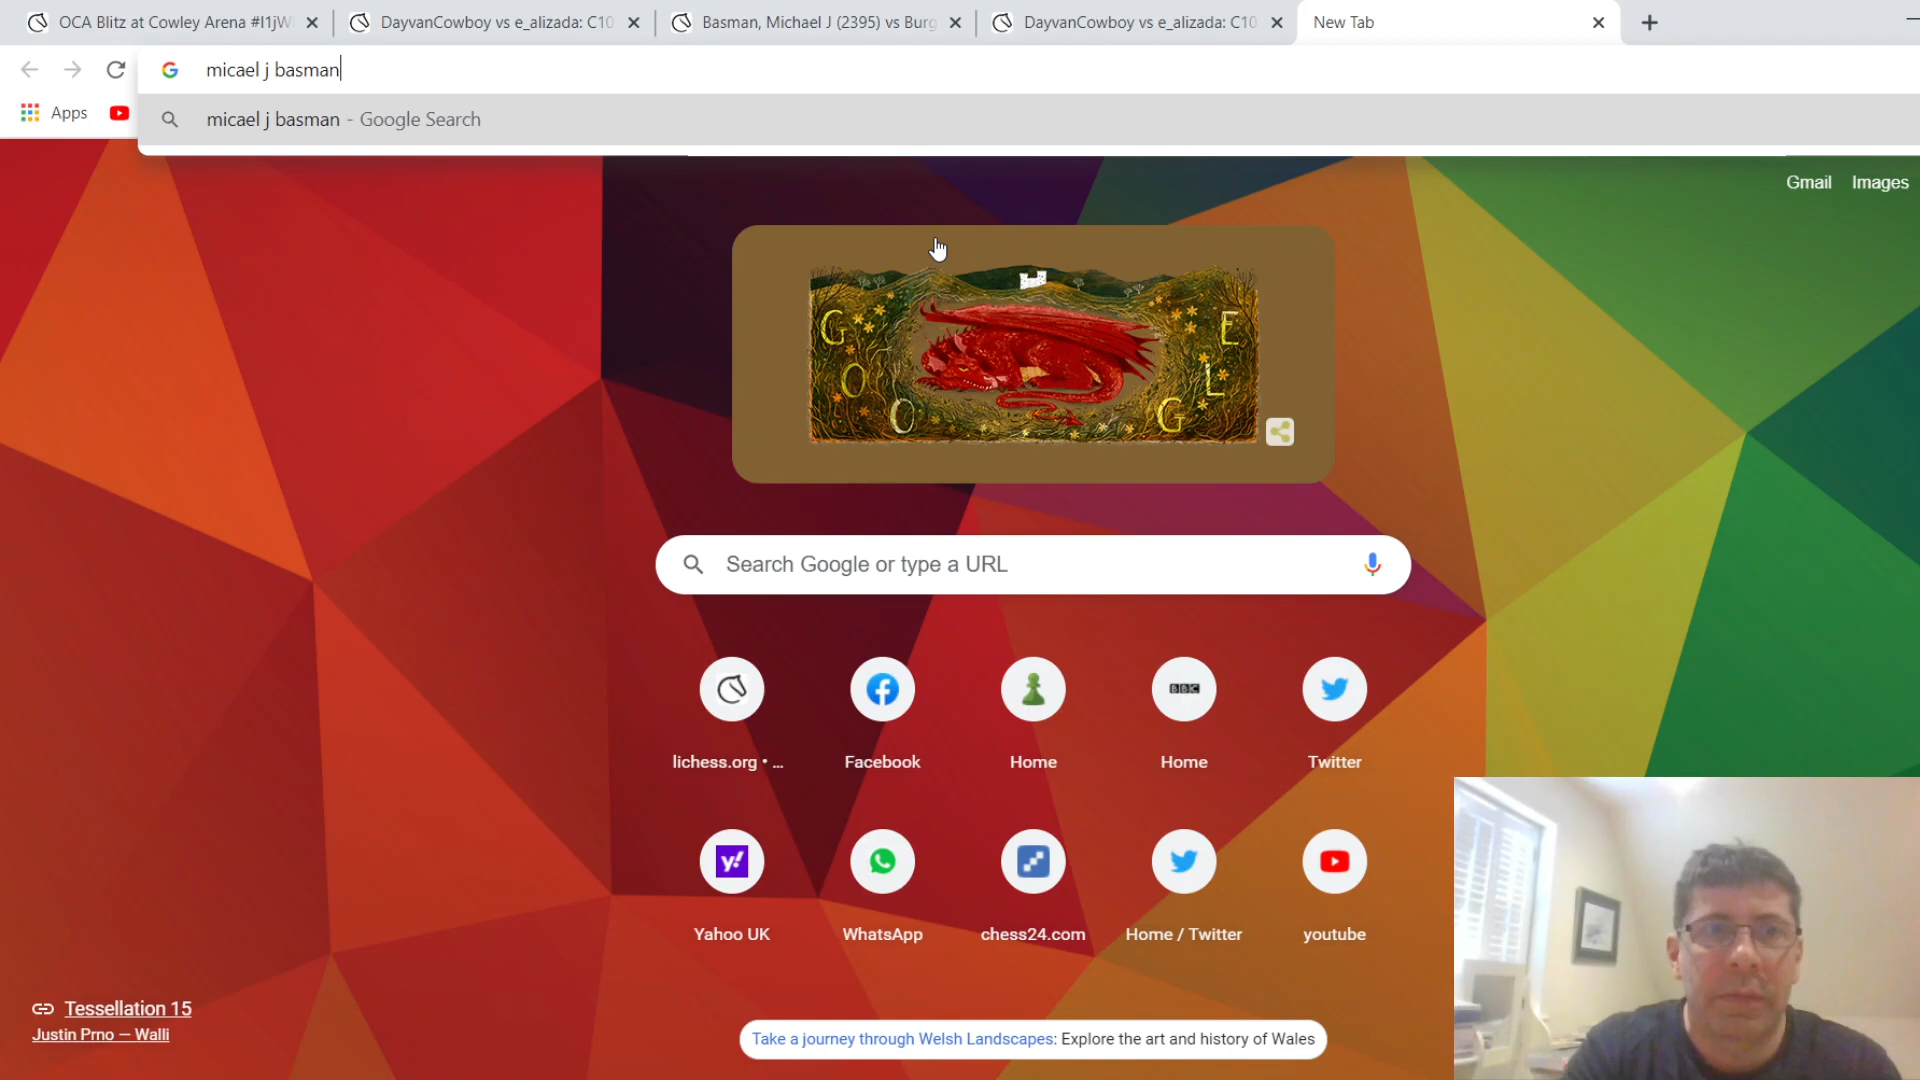 OCA Blitz at Cowley Arena #I1jW
DayvanCowboy vs e_alizada: C10
Basman, Michael J (2395) vs Burg
DayvanCowboy vs e_alizada: C10
New Tab
micael j basman
Apps
micael j basman - Google Search
Gmail Images
G O O G L E
Search Google or type a URL
lichess.org • ...
Facebook
Home
BBC
Home
Twitter
y!
Yahoo UK
WhatsApp
chess24.com
Home / Twitter
youtube
Tessellation 15
Justin Prno — Walli
Take a journey through Welsh Landscapes: Explore the art and history of Wales